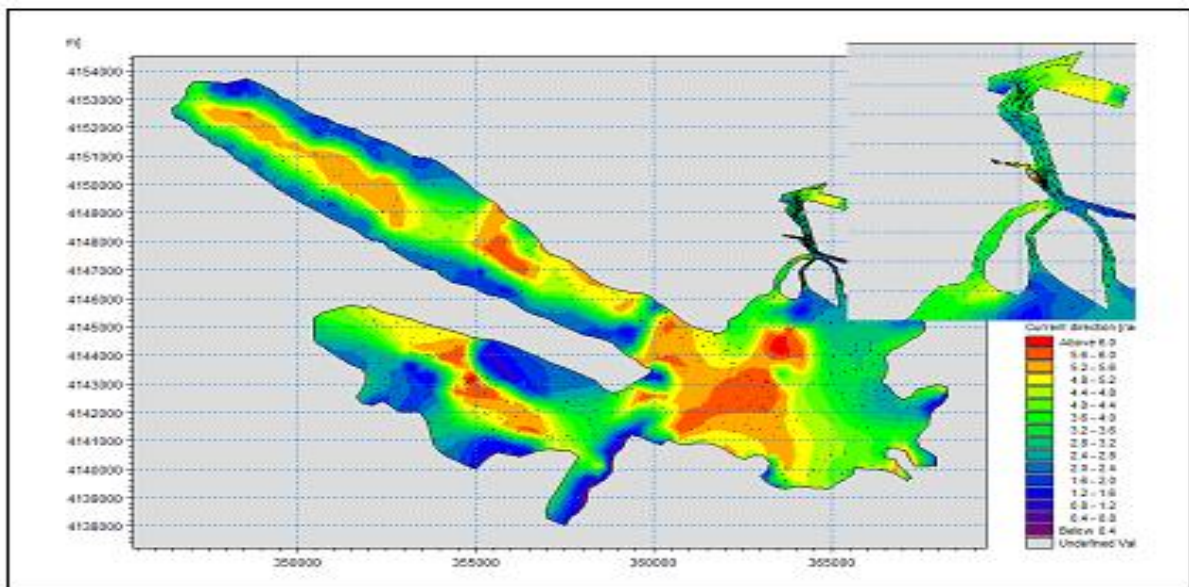 [m]
4154000
4153000
4152000
4151000
4150000
4149000
4148000
4147000
4146000
4145000
4144000
4143000
4142000
4141000
4140000
4139000
4138000
350000
355000
360000
365000
Current direction [ra
Above 6.0
5.6 - 6.0
5.2 - 5.6
4.8 - 5.2
4.4 - 4.8
4.0 - 4.4
3.6 - 4.0
3.2 - 3.6
2.8 - 3.2
2.4 - 2.8
2.0 - 2.4
1.6 - 2.0
1.2 - 1.6
0.8 - 1.2
0.4 - 0.8
Below 0.4
Undefined Val